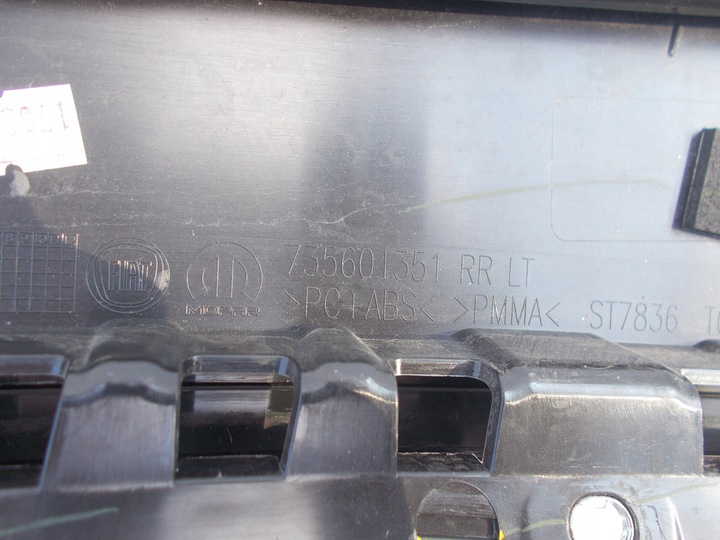 FIAT
MOPAR
735601351 RR LT
>PC+ABS< >PMMA< ST7836